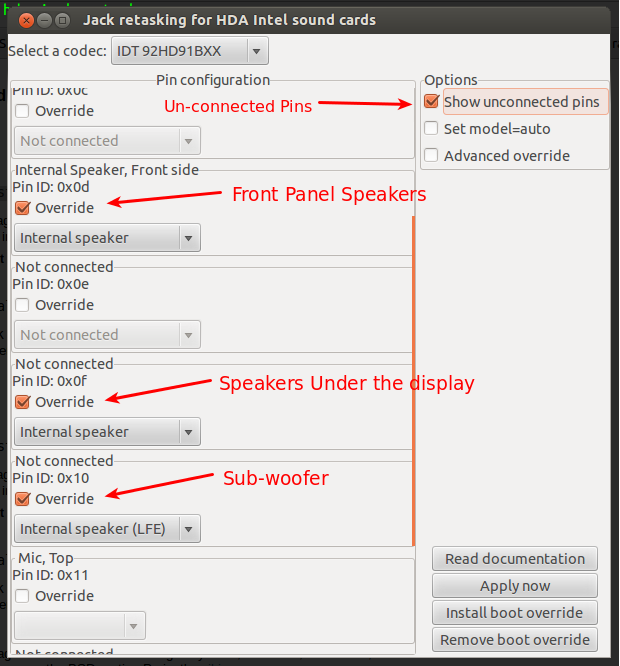 Jack retasking for HDA Intel sound cards
Select a codec: IDT 92HD91BXX
Pin configuration
Pin ID: 0x0c
Override
Not connected
Un-connected Pins
Internal Speaker, Front side
Pin ID: 0x0d
Override
Front Panel Speakers
Internal speaker
Not connected
Pin ID: 0x0e
Override
Not connected
Not connected
Pin ID: 0x0f
Override
Speakers Under the display
Internal speaker
Not connected
Pin ID: 0x10
Override
Sub-woofer
Internal speaker (LFE)
Mic, Top
Pin ID: 0x11
Override
Not connected
Options
Show unconnected pins
Set model=auto
Advanced override
Read documentation
Apply now
Install boot override
Remove boot override